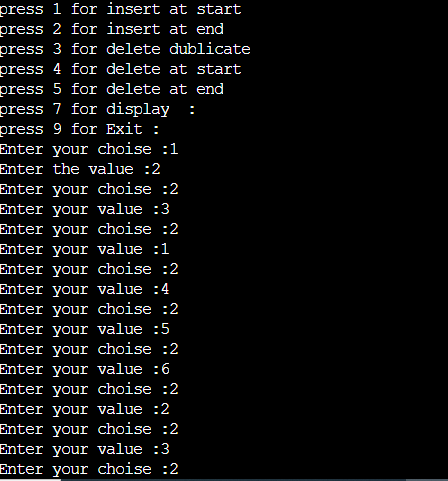 press 1 for insert at start
press 2 for insert at end
press 3 for delete dublicate
press 4 for delete at start
press 5 for delete at end
press 7 for display  :
press 9 for Exit :
Enter your choise :1
Enter the value :2
Enter your choise :2
Enter your value :3
Enter your choise :2
Enter your value :1
Enter your choise :2
Enter your value :4
Enter your choise :2
Enter your value :5
Enter your choise :2
Enter your value :6
Enter your choise :2
Enter your value :2
Enter your choise :2
Enter your value :3
Enter your choise :2